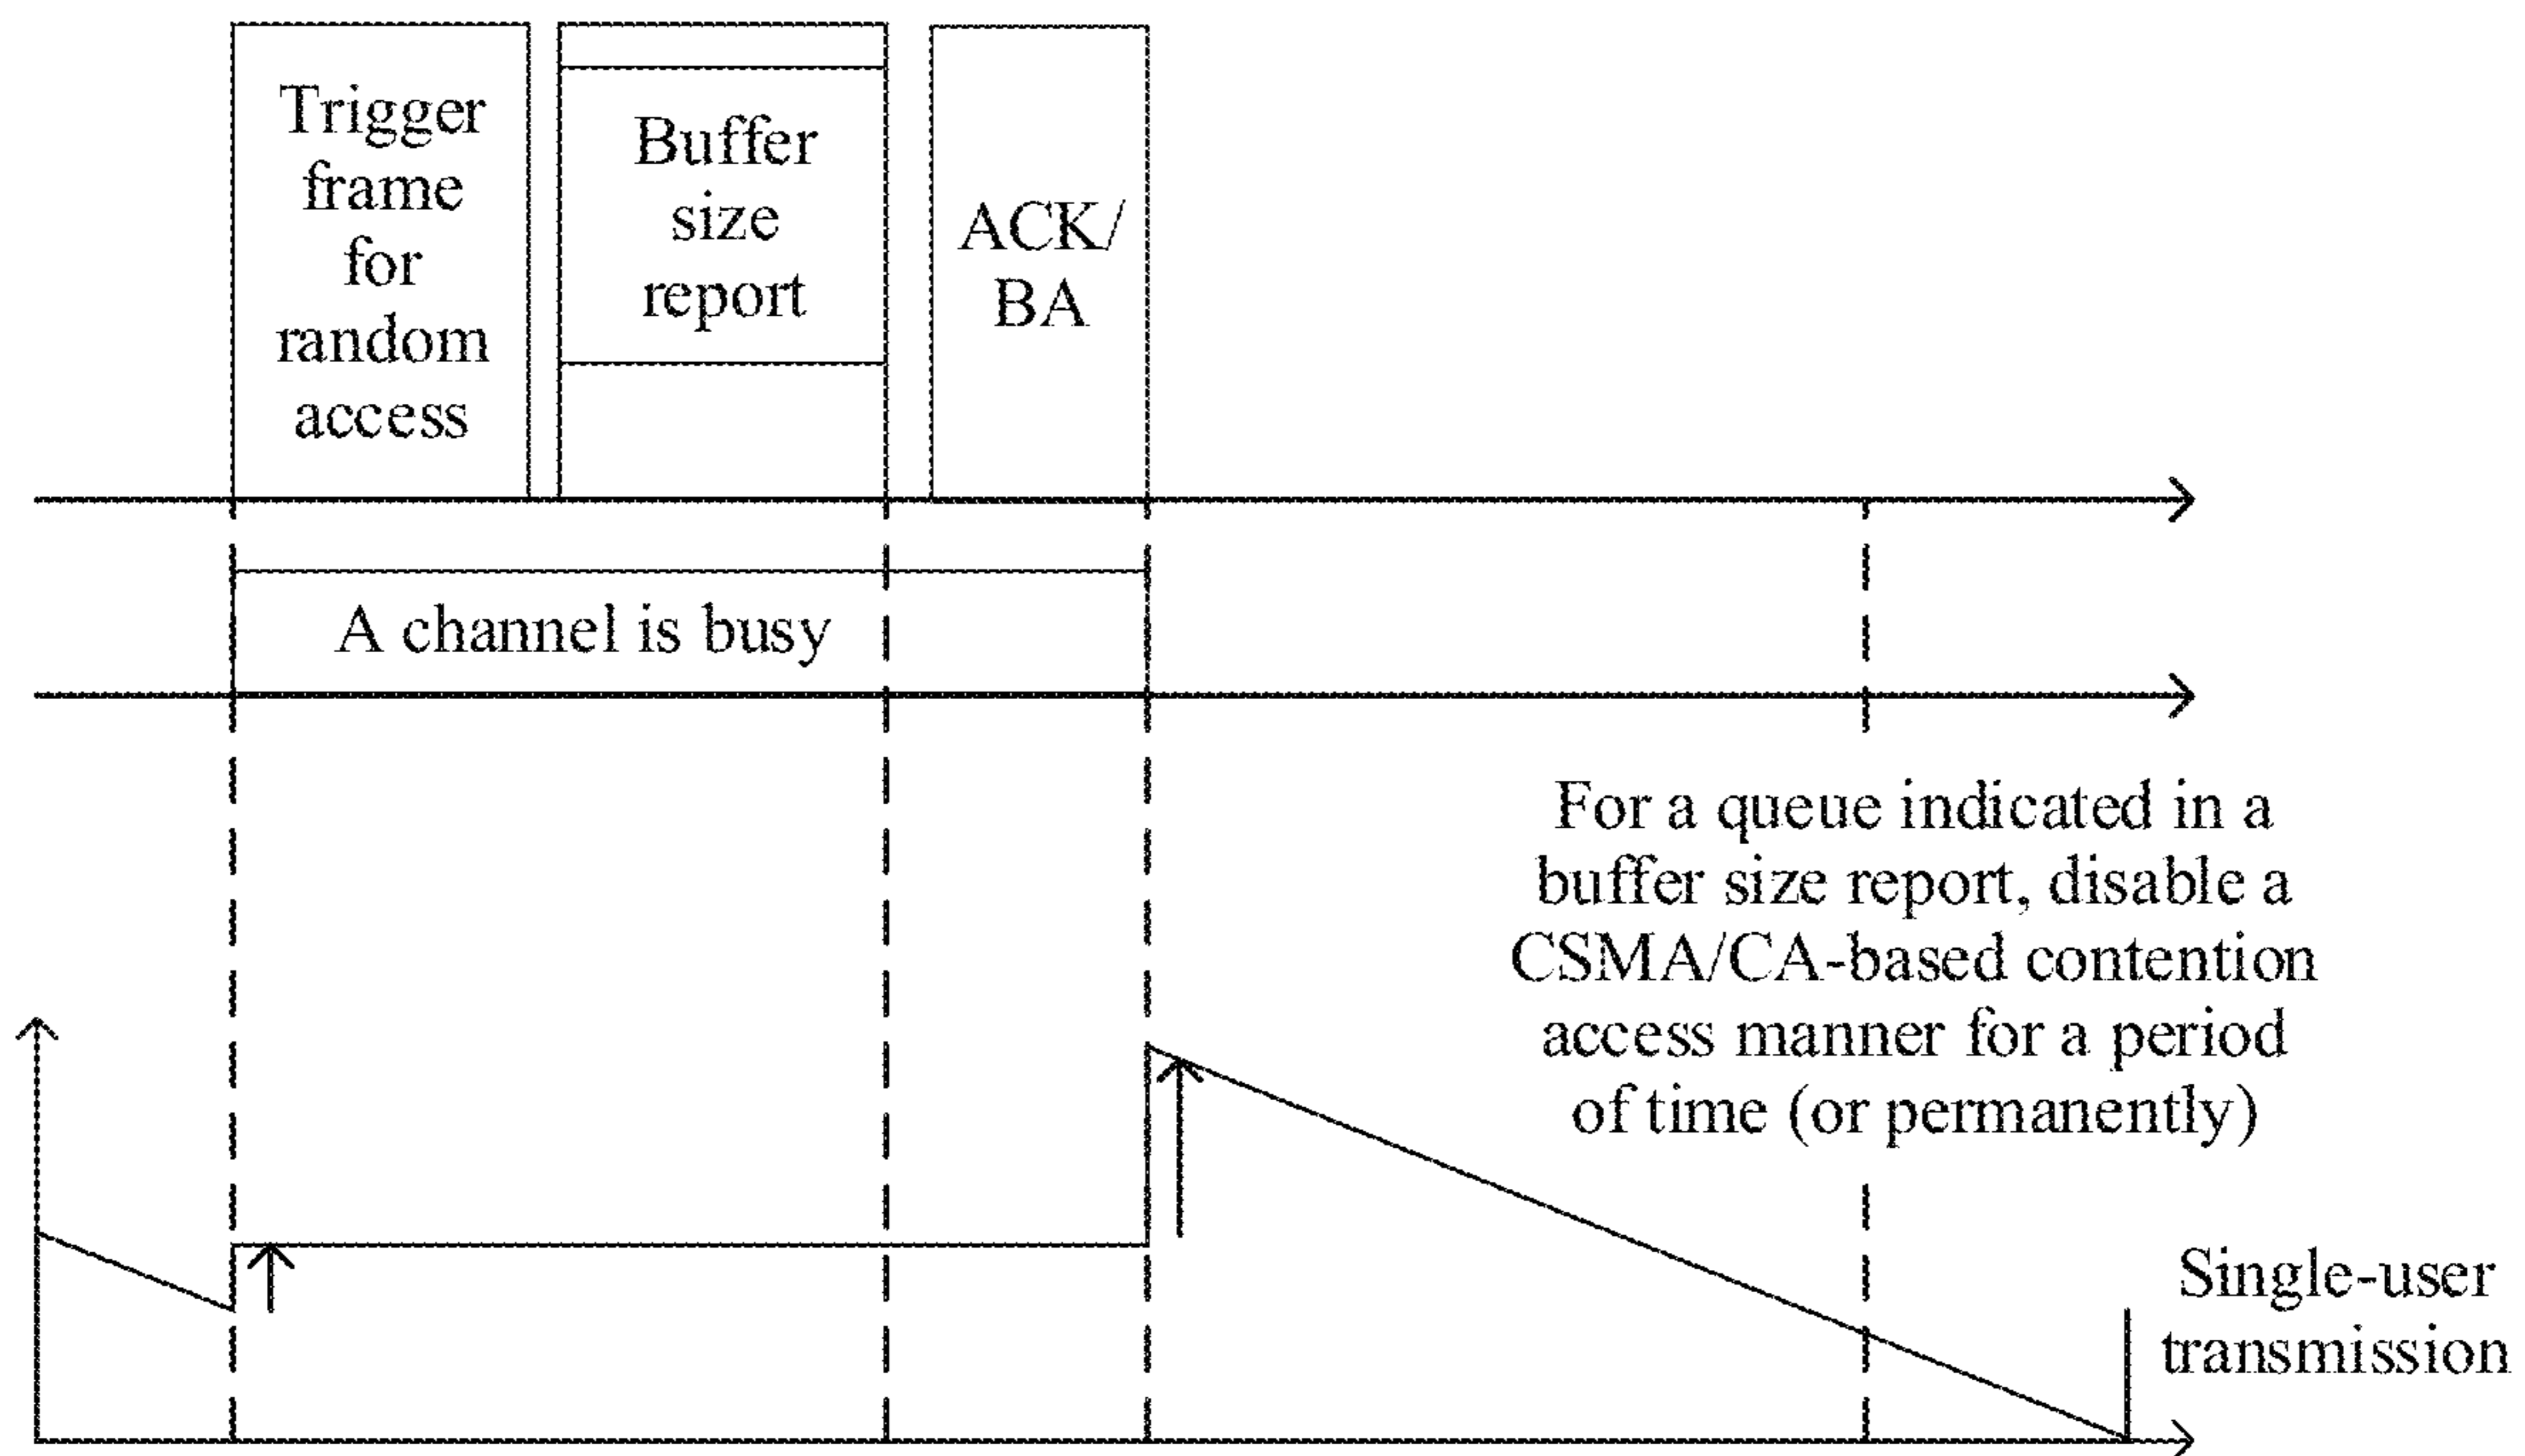 Trigger
frame
for
random
access
Buffer
size
report
ACK/
BA
A channel is busy
For a queue indicated in a
buffer size report, disable a
CSMA/CA-based contention
access manner for a period
of time (or permanently)
Single-user
transmission